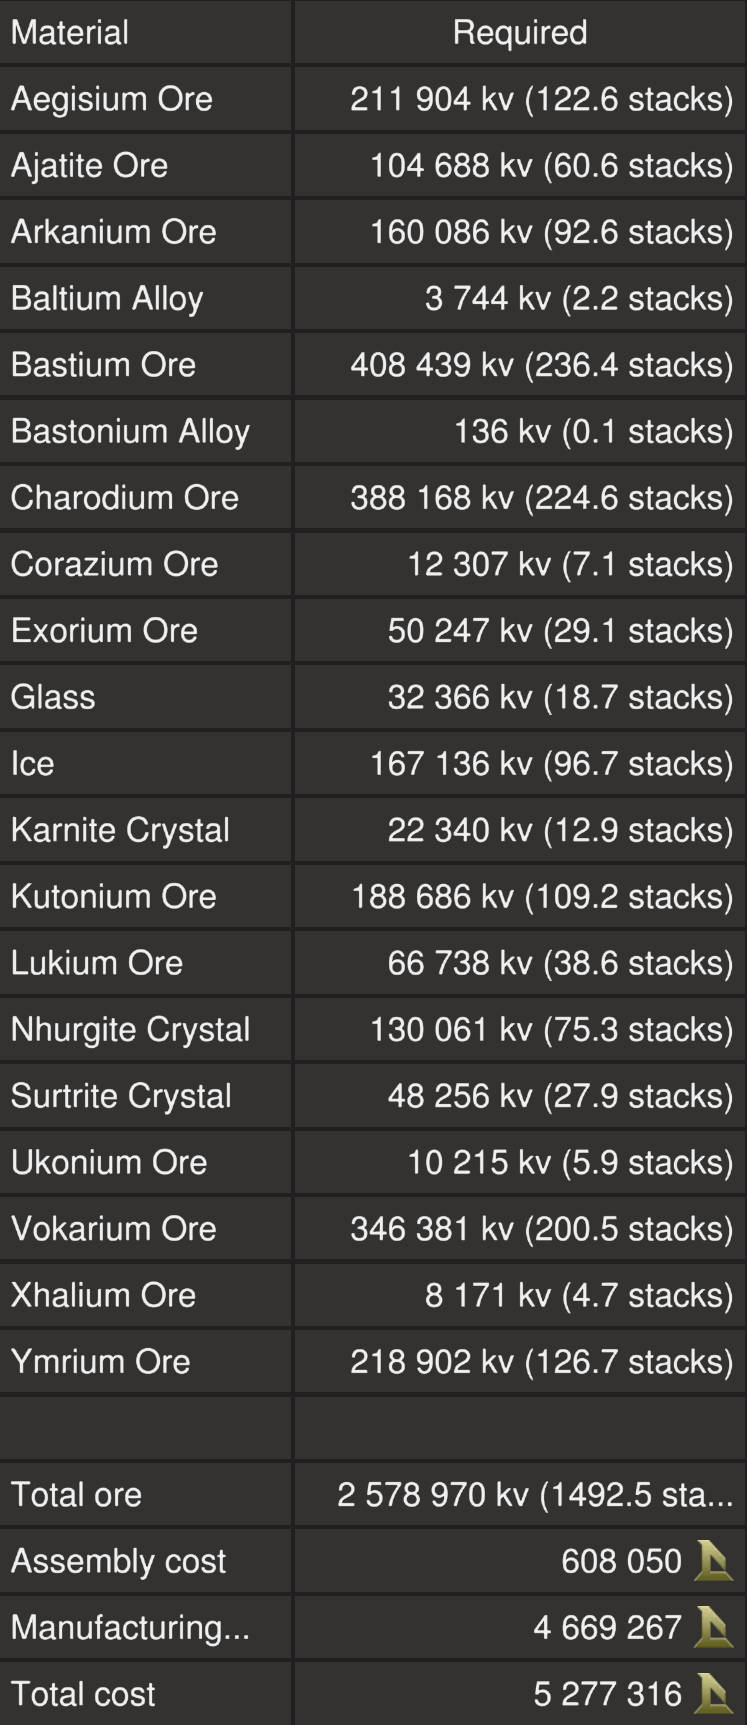 Material Required
Aegisium Ore 211 904 kv (122.6 stacks)
Ajatite Ore 104 688 kv (60.6 stacks)
Arkanium Ore 160 086 kv (92.6 stacks)
Baltium Alloy 3 744 kv (2.2 stacks)
Bastium Ore 408 439 kv (236.4 stacks)
Bastonium Alloy 136 kv (0.1 stacks)
Charodium Ore 388 168 kv (224.6 stacks)
Corazium Ore 12 307 kv (7.1 stacks)
Exorium Ore 50 247 kv (29.1 stacks)
Glass 32 366 kv (18.7 stacks)
Ice 167 136 kv (96.7 stacks)
Karnite Crystal 22 340 kv (12.9 stacks)
Kutonium Ore 188 686 kv (109.2 stacks)
Lukium Ore 66 738 kv (38.6 stacks)
Nhurgite Crystal 130 061 kv (75.3 stacks)
Surtrite Crystal 48 256 kv (27.9 stacks)
Ukonium Ore 10 215 kv (5.9 stacks)
Vokarium Ore 346 381 kv (200.5 stacks)
Xhalium Ore 8 171 kv (4.7 stacks)
Ymrium Ore 218 902 kv (126.7 stacks)
Total ore 2 578 970 kv (1492.5 sta...
Assembly cost 608 050
Manufacturing... 4 669 267
Total cost 5 277 316